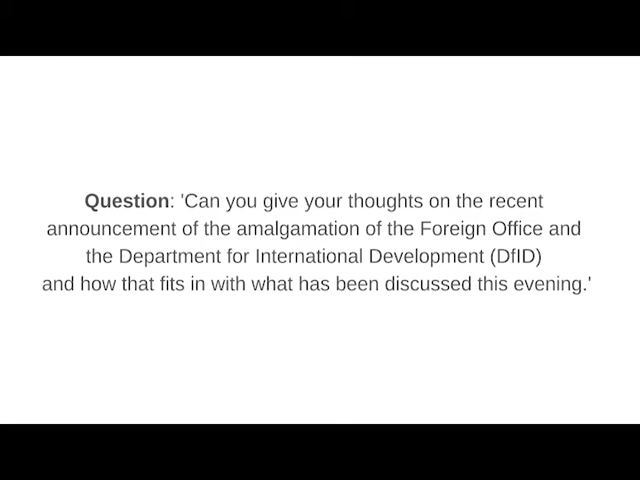 Question: 'Can you give your thoughts on the recent
announcement of the amalgamation of the Foreign Office and
the Department for International Development (DfID)
and how that fits in with what has been discussed this evening.'